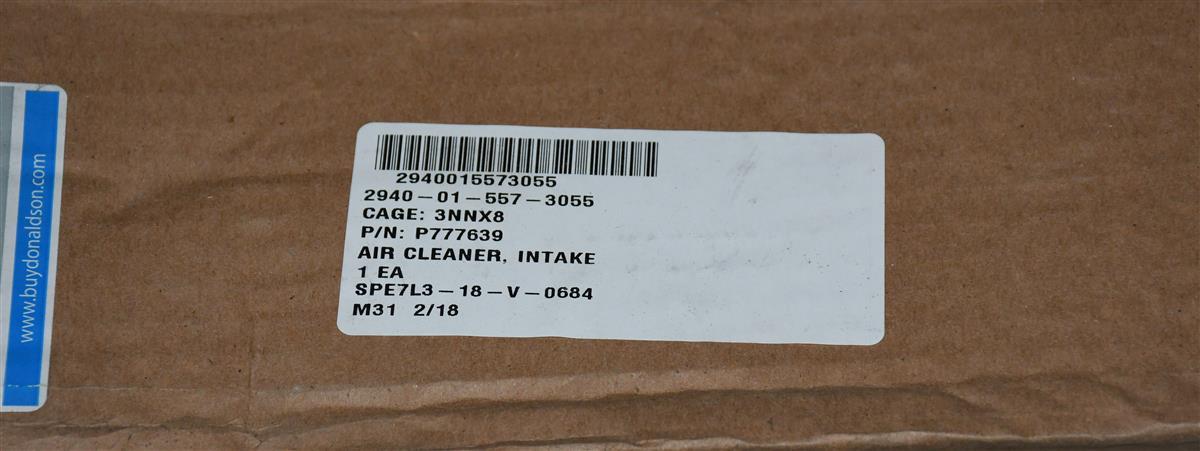 www.buydonaldson.com
2940015573055
2940-01-557-3055
CAGE: 3NNX8
P/N: P777639
AIR CLEANER, INTAKE
1 EA
SPE7L3-18-V-0684
M31 2/18